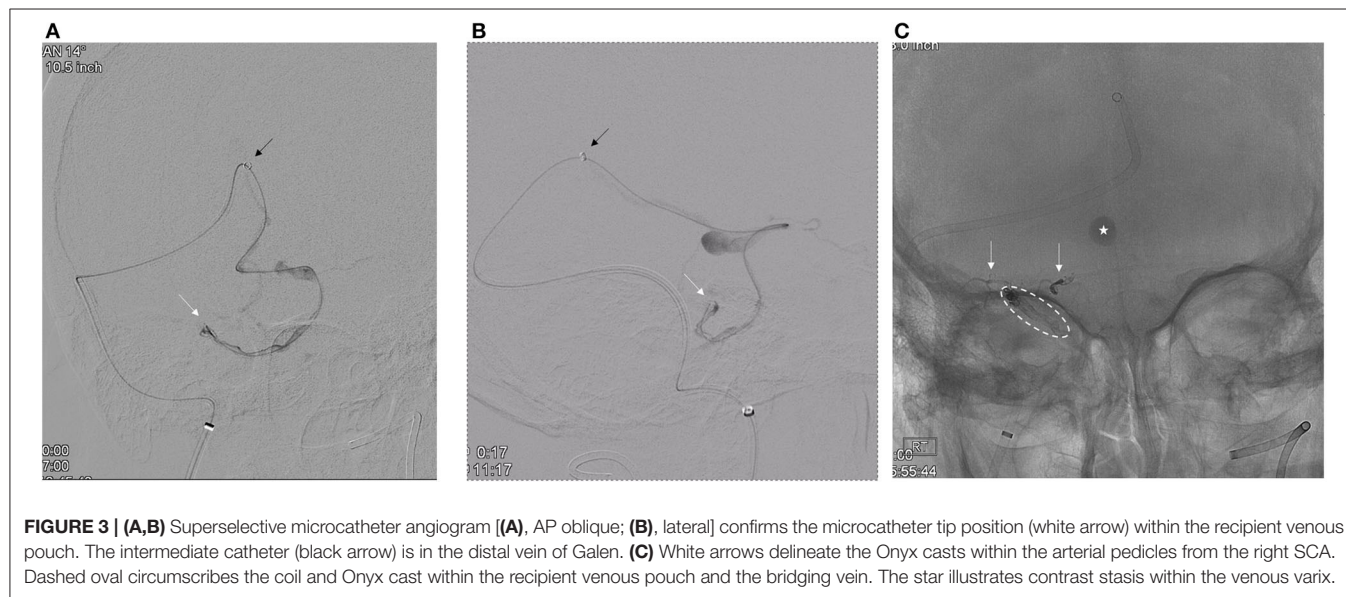 A
B
C
AN 14°
10.5 inch
.0 inch
0:00
7:00
0:17
11:17
RT
:00
5:55:44
FIGURE 3 | (A,B) Superselective microcatheter angiogram [(A), AP oblique; (B), lateral] confirms the microcatheter tip position (white arrow) within the recipient venous
pouch. The intermediate catheter (black arrow) is in the distal vein of Galen. (C) White arrows delineate the Onyx casts within the arterial pedicles from the right SCA.
Dashed oval circumscribes the coil and Onyx cast within the recipient venous pouch and the bridging vein. The star illustrates contrast stasis within the venous varix.